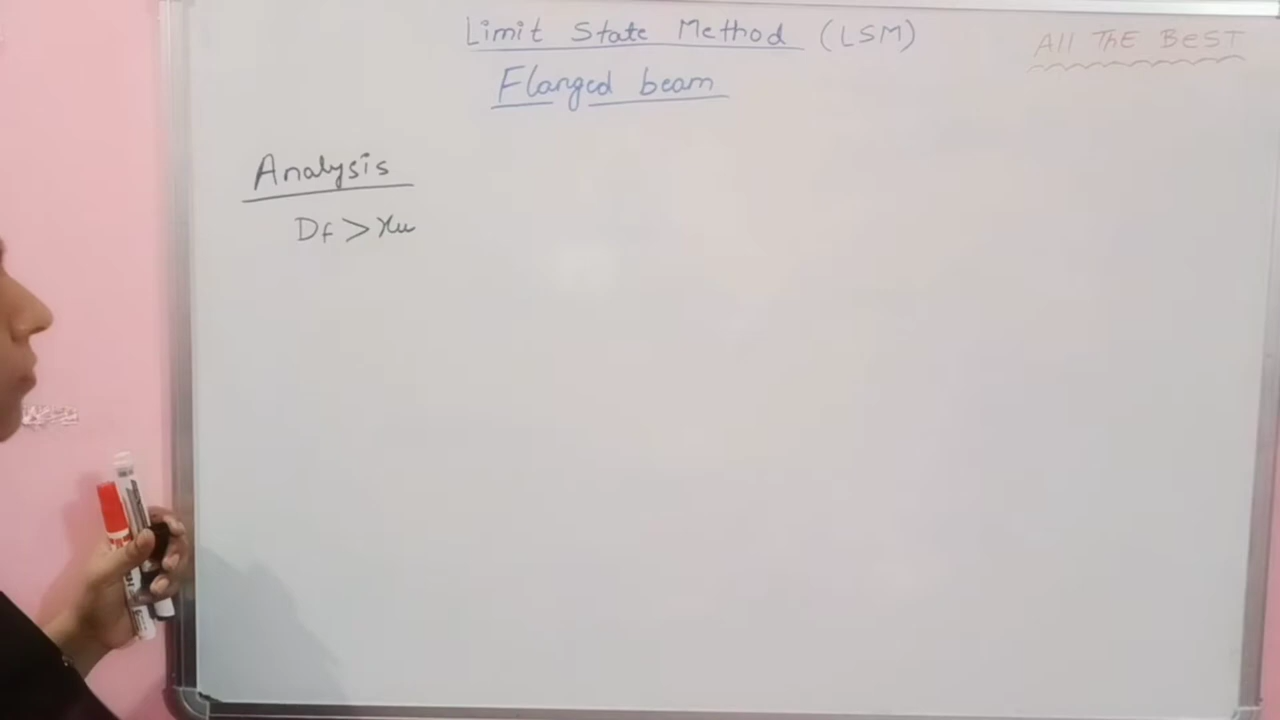 Limit State Method (LSM)
All ThE BeST
Flanged beam
Analysis
Df > xu